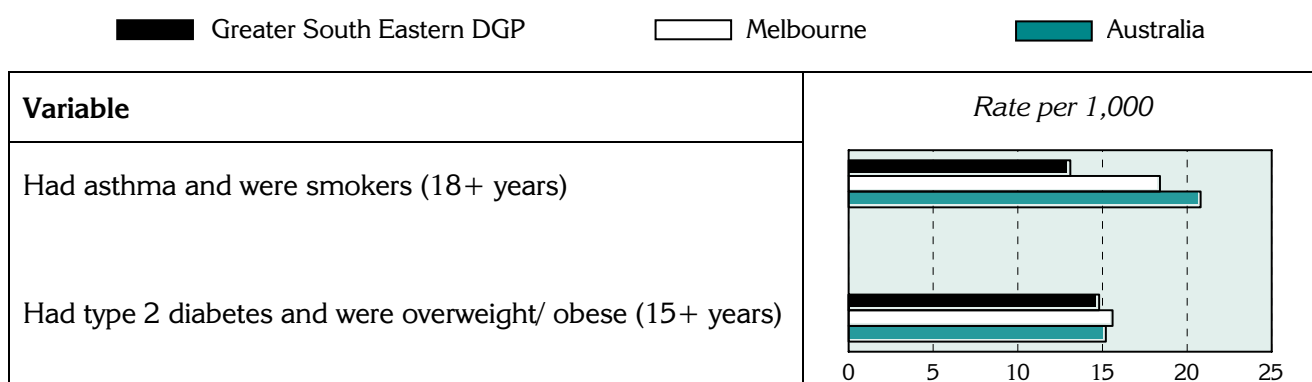 Greater South Eastern DGP Melbourne Australia
Variable Rate per 1,000
Had asthma and were smokers (18+ years)
Had type 2 diabetes and were overweight/ obese (15+ years)
0 5 10 15 20 25